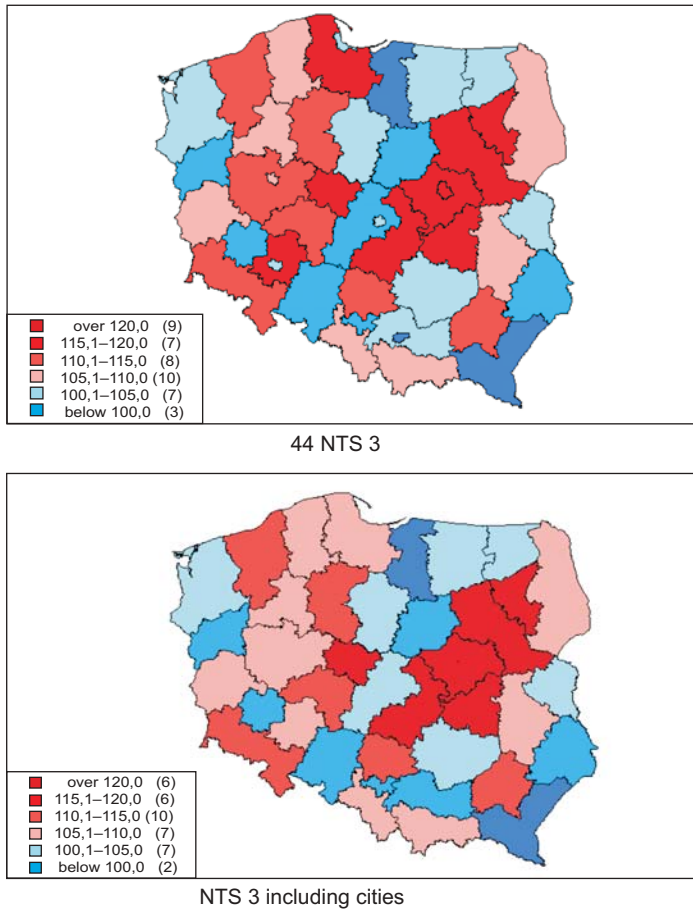 over 120,0 (9)
115,1–120,0 (7)
110,1–115,0 (8)
105,1–110,0 (10)
100,1–105,0 (7)
below 100,0 (3)
44 NTS 3
over 120,0 (6)
115,1–120,0 (6)
110,1–115,0 (10)
105,1–110,0 (7)
100,1–105,0 (7)
below 100,0 (2)
NTS 3 including cities